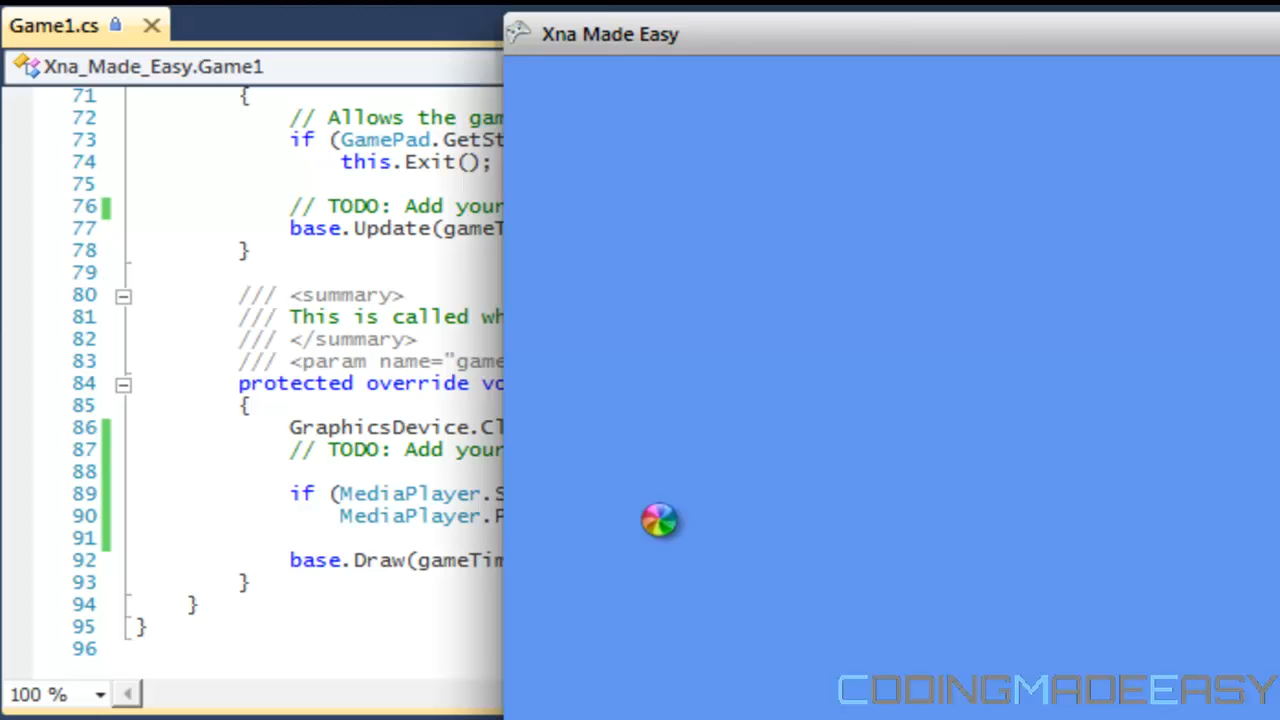 Game1.cs
Xna Made Easy
Xna_Made_Easy.Game1
71 {
72 // Allows the gam
73 if (GamePad.GetSt
74 this.Exit();
75
76 // TODO: Add your
77 base.Update(gameT
78 }
79
80 /// <summary>
81 /// This is called wh
82 /// </summary>
83 /// <param name="game
84 protected override vo
85 {
86 GraphicsDevice.Cl
87 // TODO: Add your
88
89 if (MediaPlayer.S
90 MediaPlayer.P
91
92 base.Draw(gameTim
93 }
94 }
95 }
96
100 %
CODINGMADEEASY